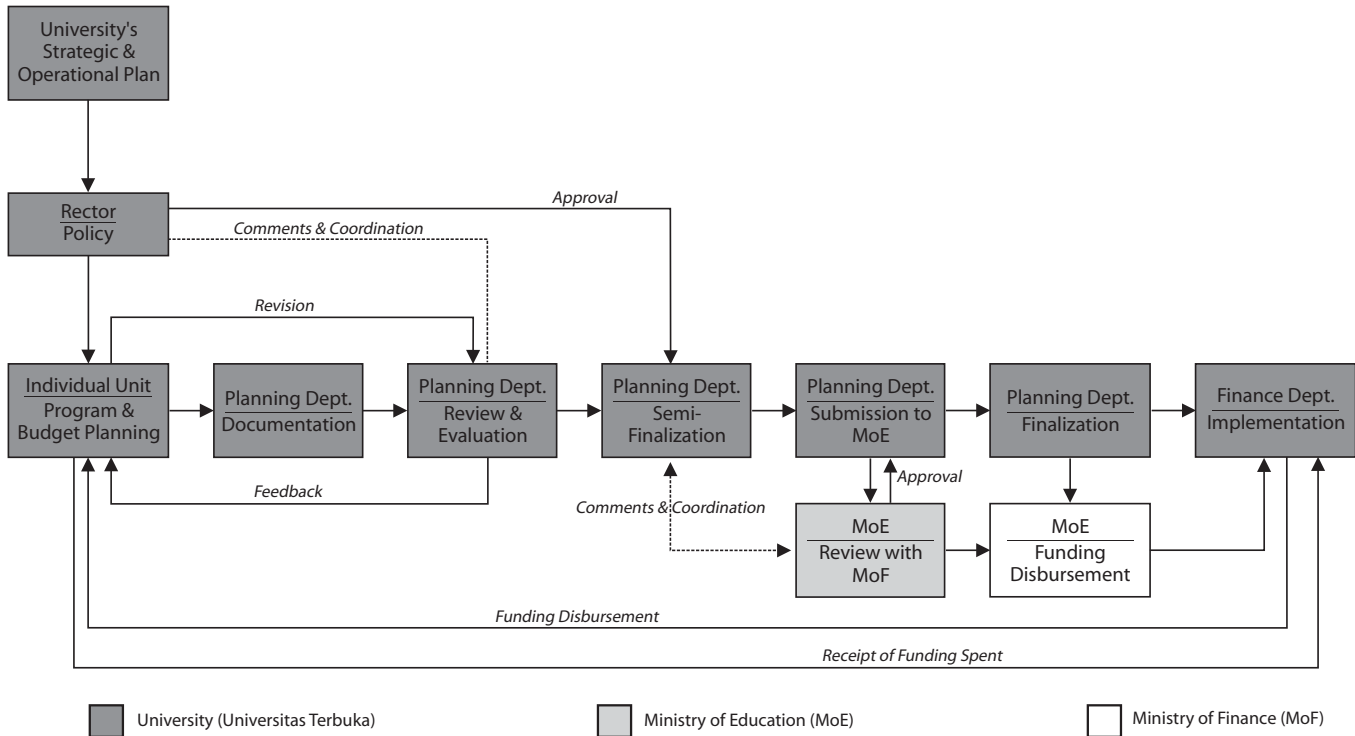 University's
Strategic &
Operational Plan
Rector
Policy
Approval
Comments & Coordination
Revision
Individual Unit
Program &
Budget Planning
Planning Dept.
Documentation
Planning Dept.
Review &
Evaluation
Planning Dept.
Semi-
Finalization
Planning Dept.
Submission to
MoE
Planning Dept.
Finalization
Finance Dept.
Implementation
Feedback
Approval
Comments & Coordination
MoE
Review with
MoF
MoE
Funding
Disbursement
Funding Disbursement
Receipt of Funding Spent
University (Universitas Terbuka)
Ministry of Education (MoE)
Ministry of Finance (MoF)